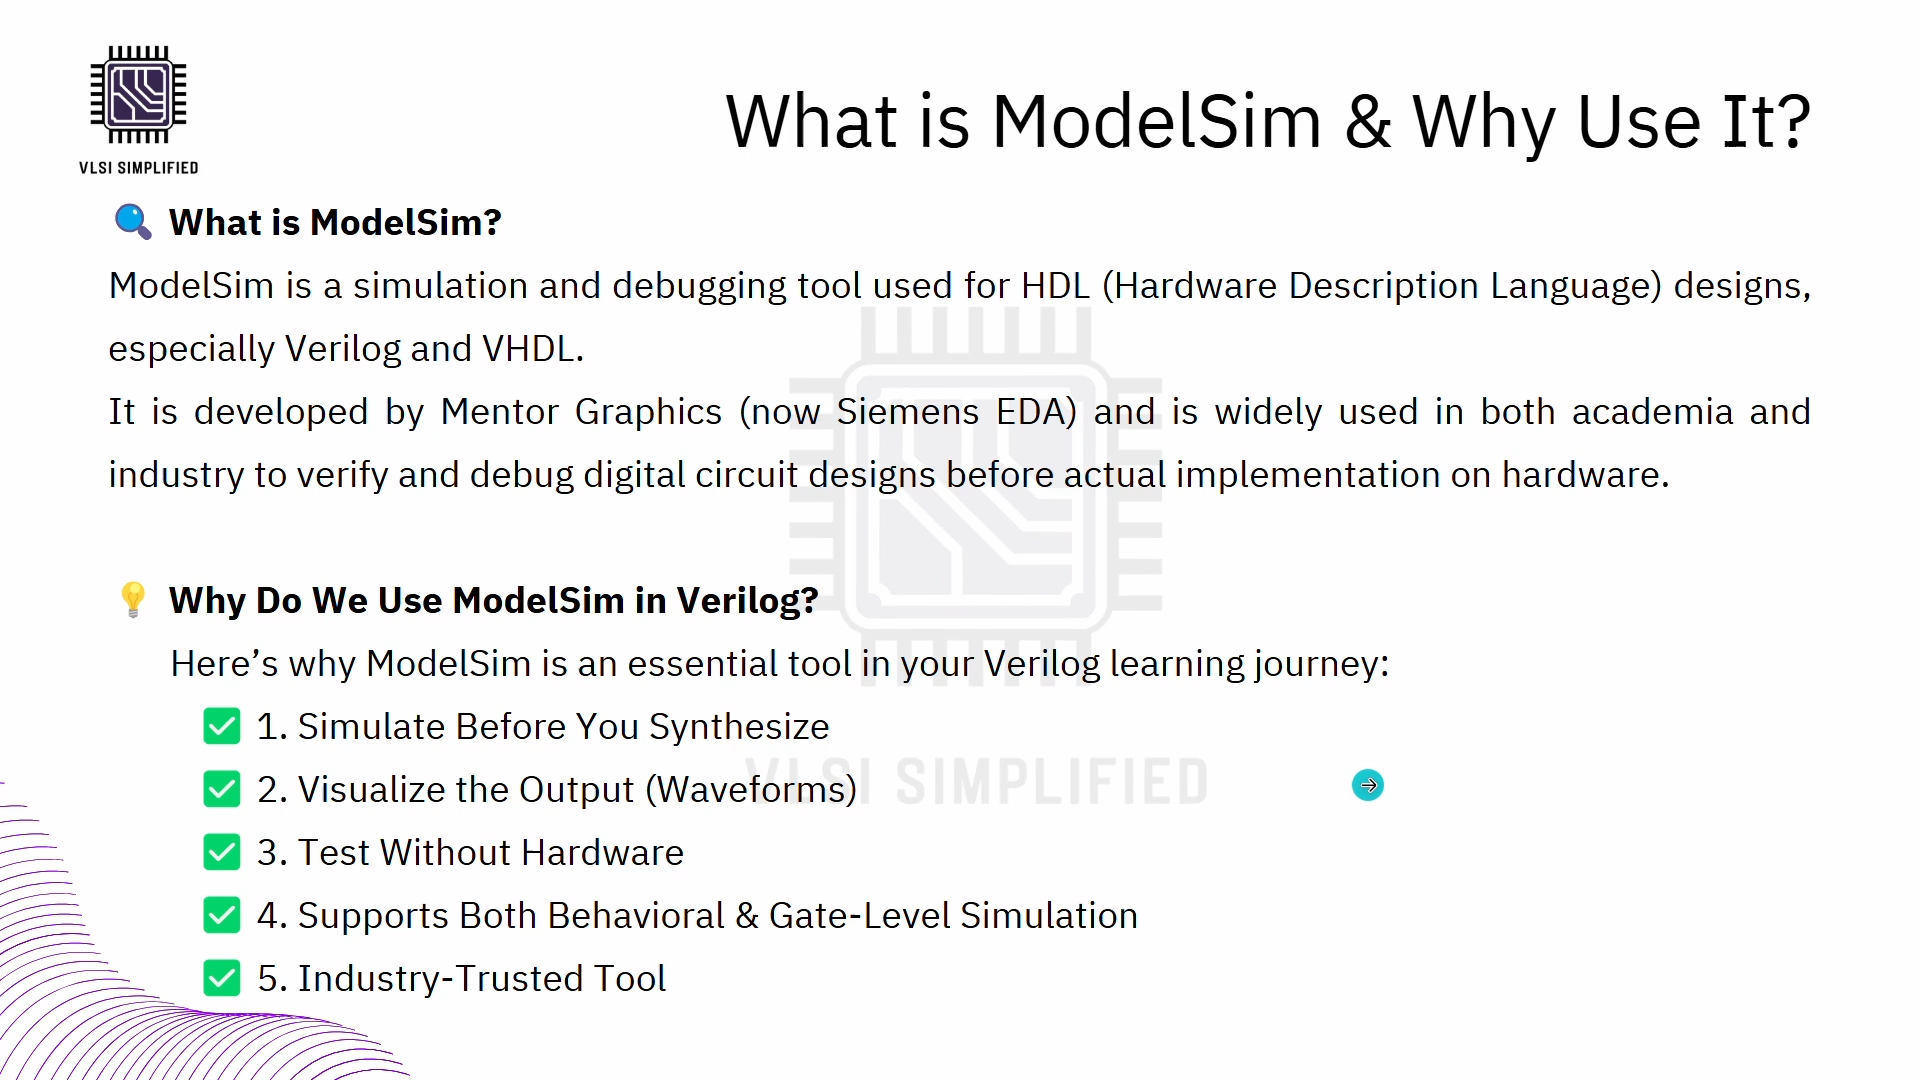 VLSI SIMPLIFIED
What is ModelSim & Why Use It?
What is ModelSim?
ModelSim is a simulation and debugging tool used for HDL (Hardware Description Language) designs,
especially Verilog and VHDL.
It is developed by Mentor Graphics (now Siemens EDA) and is widely used in both academia and
industry to verify and debug digital circuit designs before actual implementation on hardware.
Why Do We Use ModelSim in Verilog?
Here’s why ModelSim is an essential tool in your Verilog learning journey:
1. Simulate Before You Synthesize
2. Visualize the Output (Waveforms)
VLSI SIMPLIFIED
3. Test Without Hardware
4. Supports Both Behavioral & Gate-Level Simulation
5. Industry-Trusted Tool